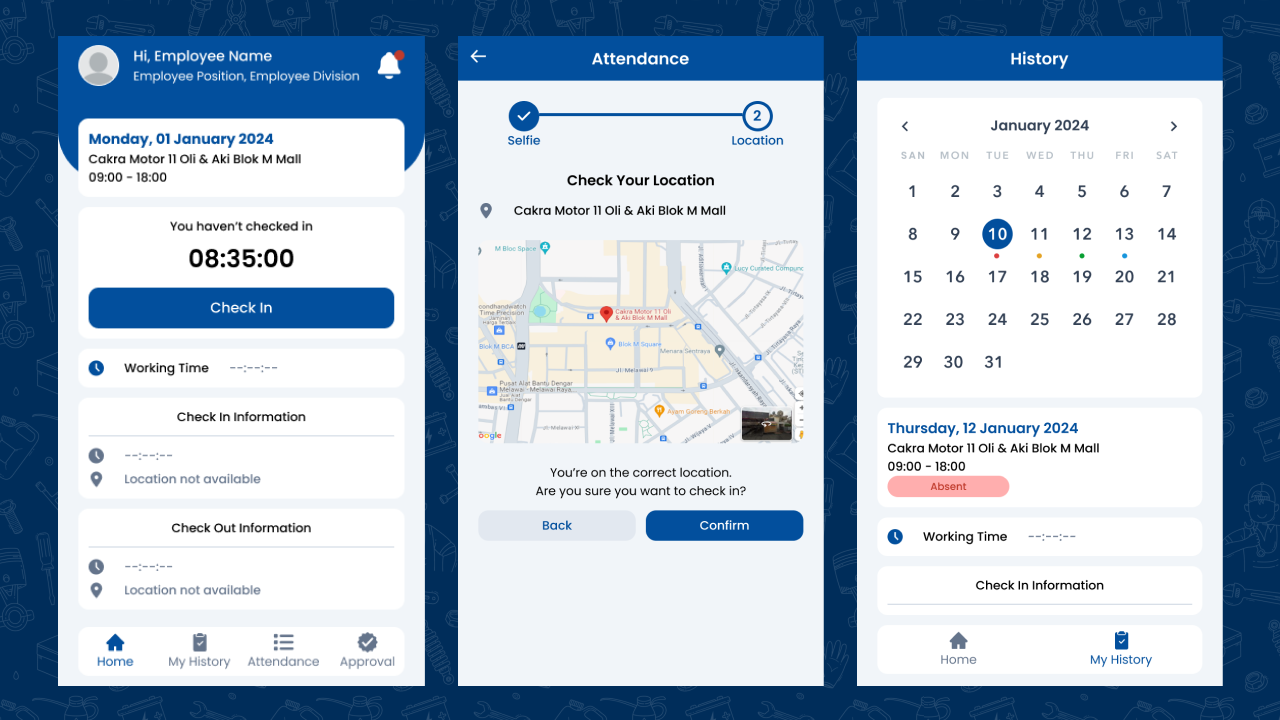 Hi, Employee Name
Employee Position, Employee Division
Monday, 01 January 2024
Cakra Motor 11 Oli & Aki Blok M Mall
09:00 - 18:00
You haven't checked in
08:35:00
Check In
Working Time --:--:--
Check In Information
--:--:--
Location not available
Check Out Information
--:--:--
Location not available
Home My History Attendance Approval
Attendance
2
Selfie Location
Check Your Location
Cakra Motor 11 Oli & Aki Blok M Mall
M Bloc Space
Lucy Curated Compound
condhandwatch
Time Precision
Cakra Motor 11 Oli
& Aki Blok M Mall
Blok M BCA
Blok M Square
Menara Sentraya
Jl. Melawai 9
Pusat Alat Bantu Dengar
Melawai - Melawai Raya
Ayam Goreng Berkah
Jl. Melawai XI
Jl. Melawai
oogle
You're on the correct location.
Are you sure you want to check in?
Back Confirm
History
January 2024
SAN MON TUE WED THU FRI SAT
1 2 3 4 5 6 7
8 9 10 11 12 13 14
15 16 17 18 19 20 21
22 23 24 25 26 27 28
29 30 31
Thursday, 12 January 2024
Cakra Motor 11 Oli & Aki Blok M Mall
09:00 - 18:00
Absent
Working Time --:--:--
Check In Information
Home My History